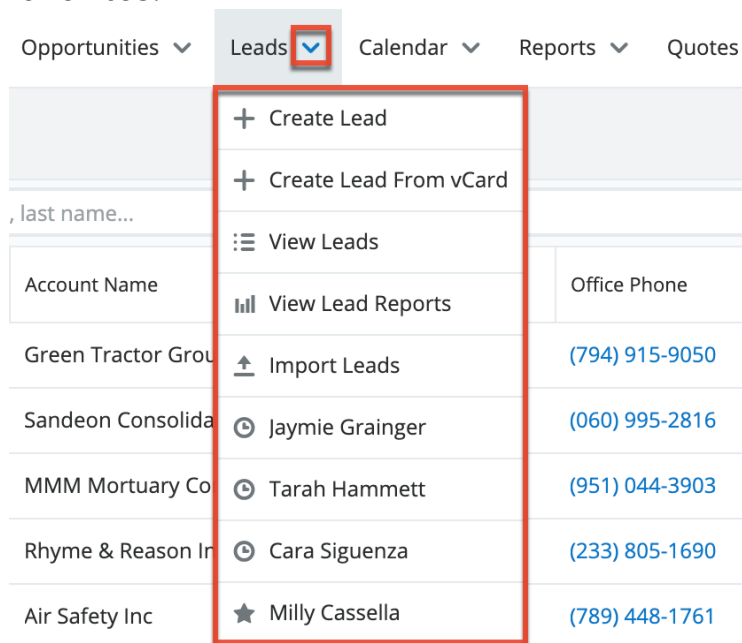 Opportunities Leads Calendar Reports Quotes
+ Create Lead
+ Create Lead From vCard
, last name...
View Leads
Account Name Office Phone
View Lead Reports
Green Tractor Grou (794) 915-9050
Import Leads
Sandeon Consolida (060) 995-2816
Jaymie Grainger
MMM Mortuary Co (951) 044-3903
Tarah Hammett
Rhyme & Reason In Cara Siguenza (233) 805-1690
Air Safety Inc Milly Cassella (789) 448-1761